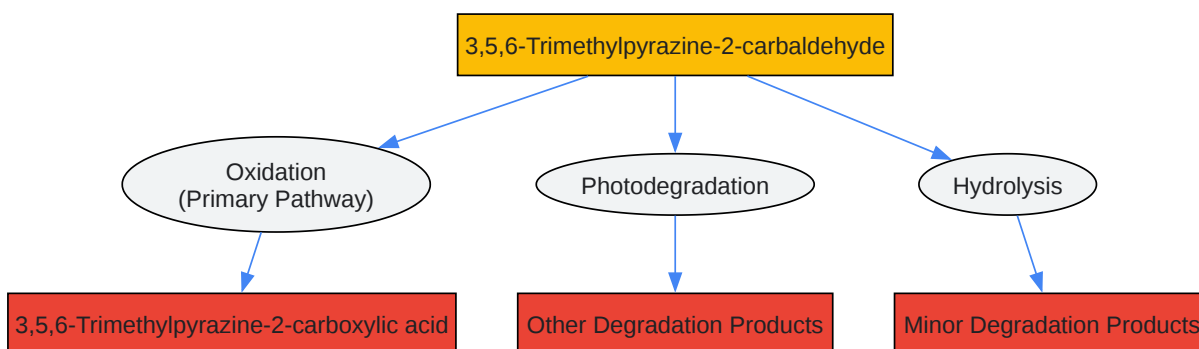 3,5,6-Trimethylpyrazine-2-carbaldehyde
Oxidation
(Primary Pathway)
Photodegradation
Hydrolysis
3,5,6-Trimethylpyrazine-2-carboxylic acid
Other Degradation Products
Minor Degradation Products